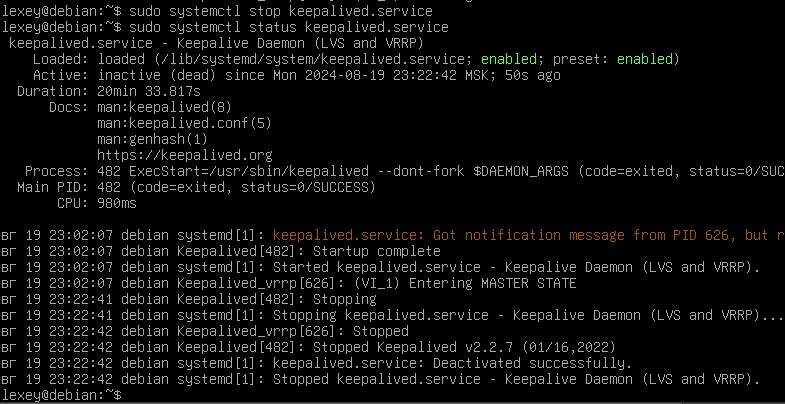 lexey@debian:~$ sudo systemctl stop keepalived.service
lexey@debian:~$ sudo systemctl status keepalived.service
keepalived.service - Keepalive Daemon (LVS and VRRP)
Loaded: loaded (/lib/systemd/system/keepalived.service; enabled; preset: enabled)
Active: inactive (dead) since Mon 2024-08-19 23:22:42 MSK; 50s ago
Duration: 20min 33.817s
Docs: man:keepalived(8)
man:keepalived.conf(5)
man:genhash(1)
https://keepalived.org
Process: 482 ExecStart=/usr/sbin/keepalived --dont-fork $DAEMON_ARGS (code=exited, status=0/SUC
Main PID: 482 (code=exited, status=0/SUCCESS)
CPU: 980ms
вг 19 23:02:07 debian systemd[1]: keepalived.service: Got notification message from PID 626, but r
вг 19 23:02:07 debian Keepalived[482]: Startup complete
вг 19 23:02:07 debian systemd[1]: Started keepalived.service - Keepalive Daemon (LVS and VRRP).
вг 19 23:02:07 debian Keepalived_vrrp[626]: (VI_1) Entering MASTER STATE
вг 19 23:22:41 debian Keepalived[482]: Stopping
вг 19 23:22:41 debian systemd[1]: Stopping keepalived.service - Keepalive Daemon (LVS and VRRP)...
вг 19 23:22:42 debian Keepalived_vrrp[626]: Stopped
вг 19 23:22:42 debian Keepalived[482]: Stopped Keepalived v2.2.7 (01/16,2022)
вг 19 23:22:42 debian systemd[1]: keepalived.service: Deactivated successfully.
вг 19 23:22:42 debian systemd[1]: Stopped keepalived.service - Keepalive Daemon (LVS and VRRP).
lexey@debian:~$